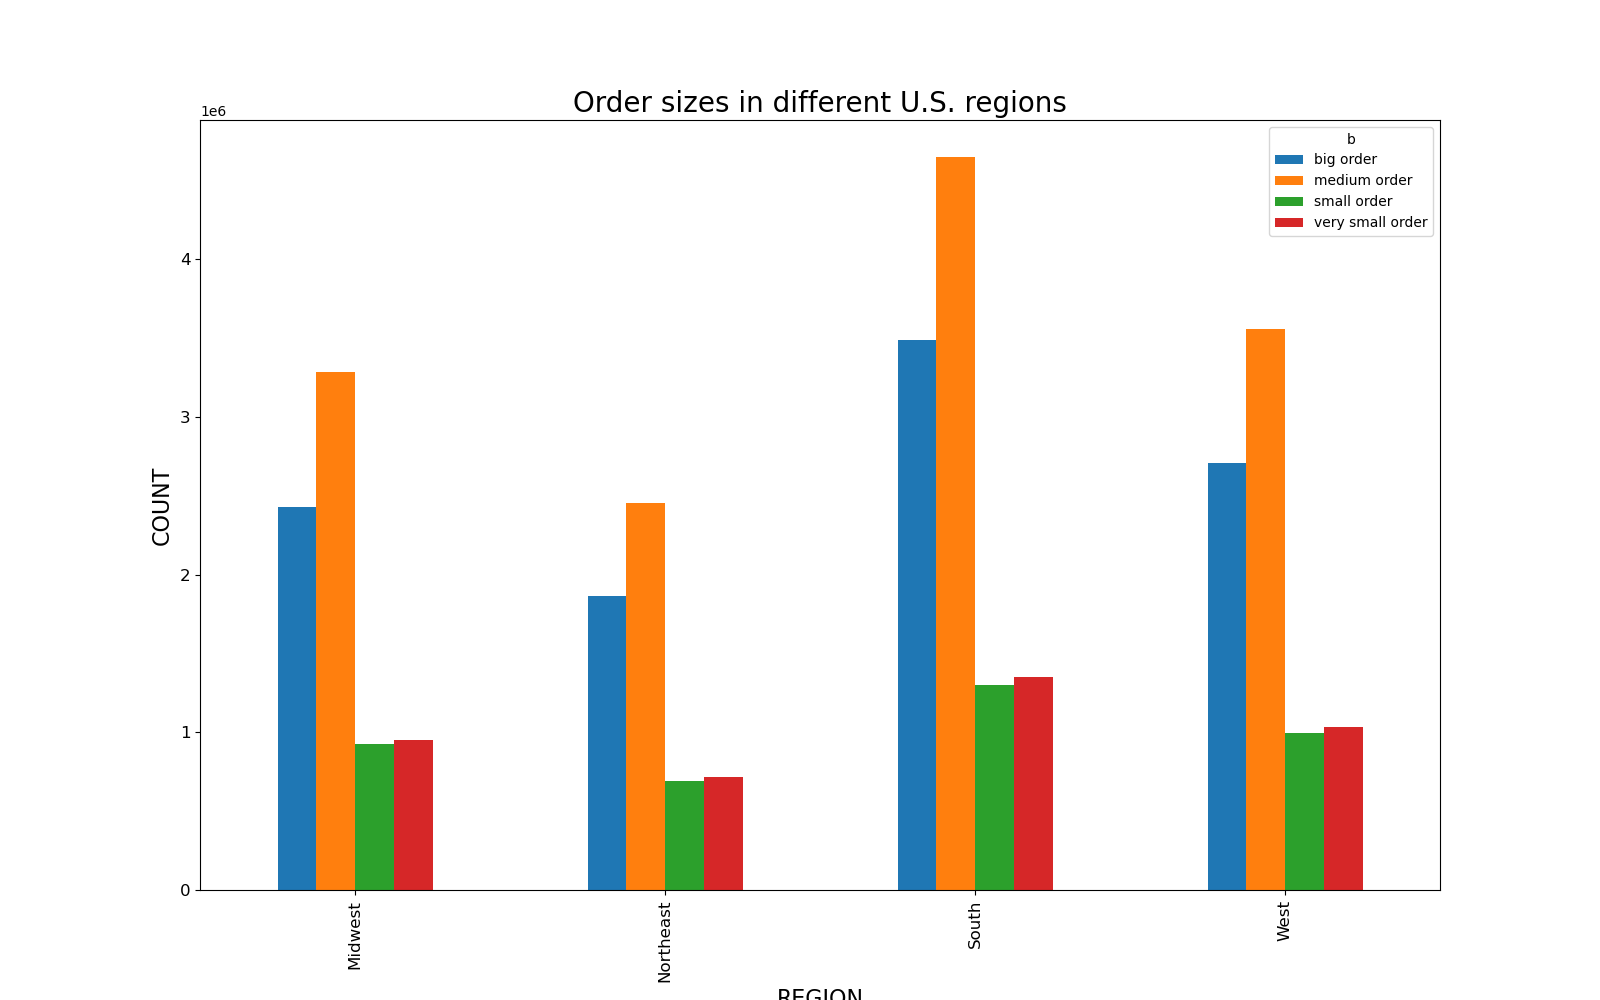 Order sizes in different U.S. regions
1e6
b
big order
medium order
small order
very small order
4
3
2
1
0
COUNT
Midwest
Northeast
South
West
REGION